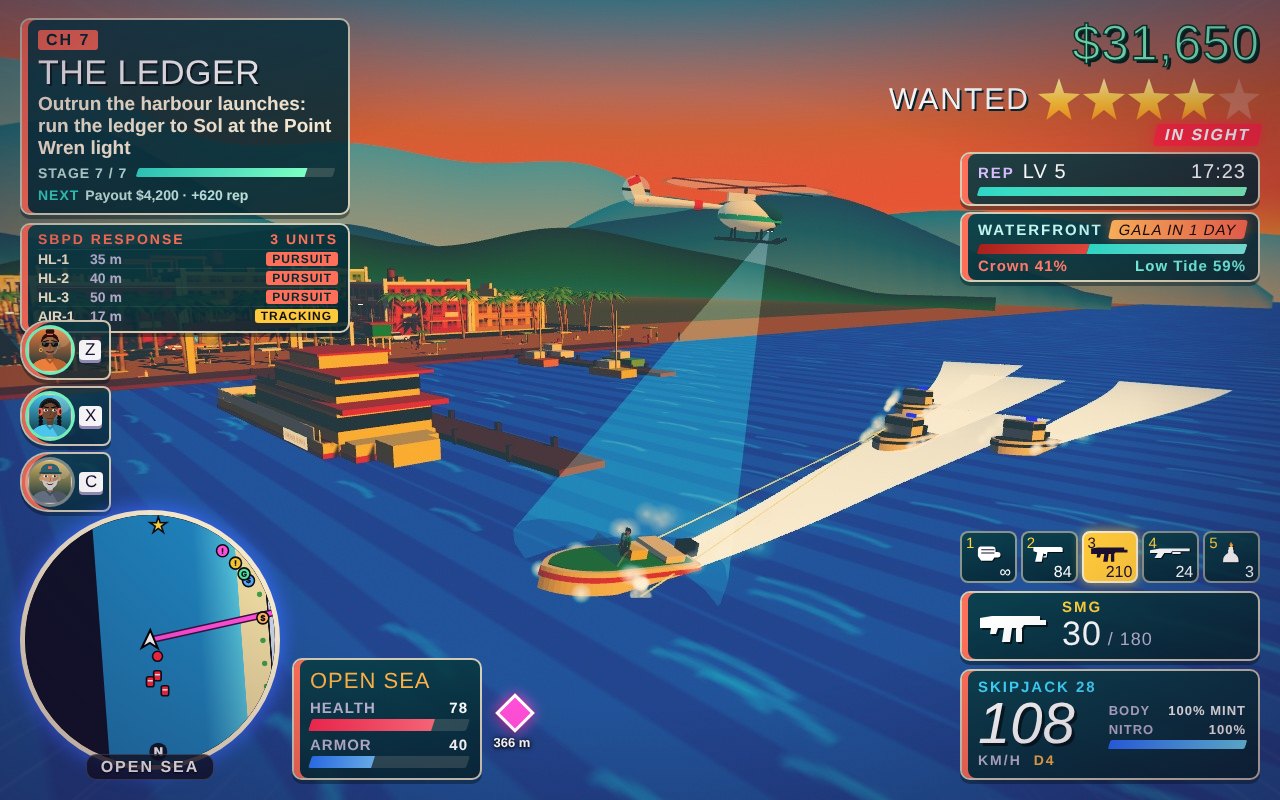 CH 7
THE LEDGER
Outrun the harbour launches:
run the ledger to Sol at the Point
Wren light
STAGE 7 / 7
NEXT Payout $4,200 · +620 rep
SBPD RESPONSE 3 UNITS
HL-1 35 m PURSUIT
HL-2 40 m PURSUIT
HL-3 50 m PURSUIT
AIR-1 17 m TRACKING
Z
X
C
$31,650
WANTED
IN SIGHT
REP LV 5 17:23
WATERFRONT GALA IN 1 DAY
Crown 41% Low Tide 59%
1 ∞
2 84
3 210
4 24
5 3
SMG
30 / 180
SKIPJACK 28
108
KM/H D4
BODY 100% MINT
NITRO 100%
! ! G
$
N
OPEN SEA
OPEN SEA
HEALTH 78
ARMOR 40
366 m